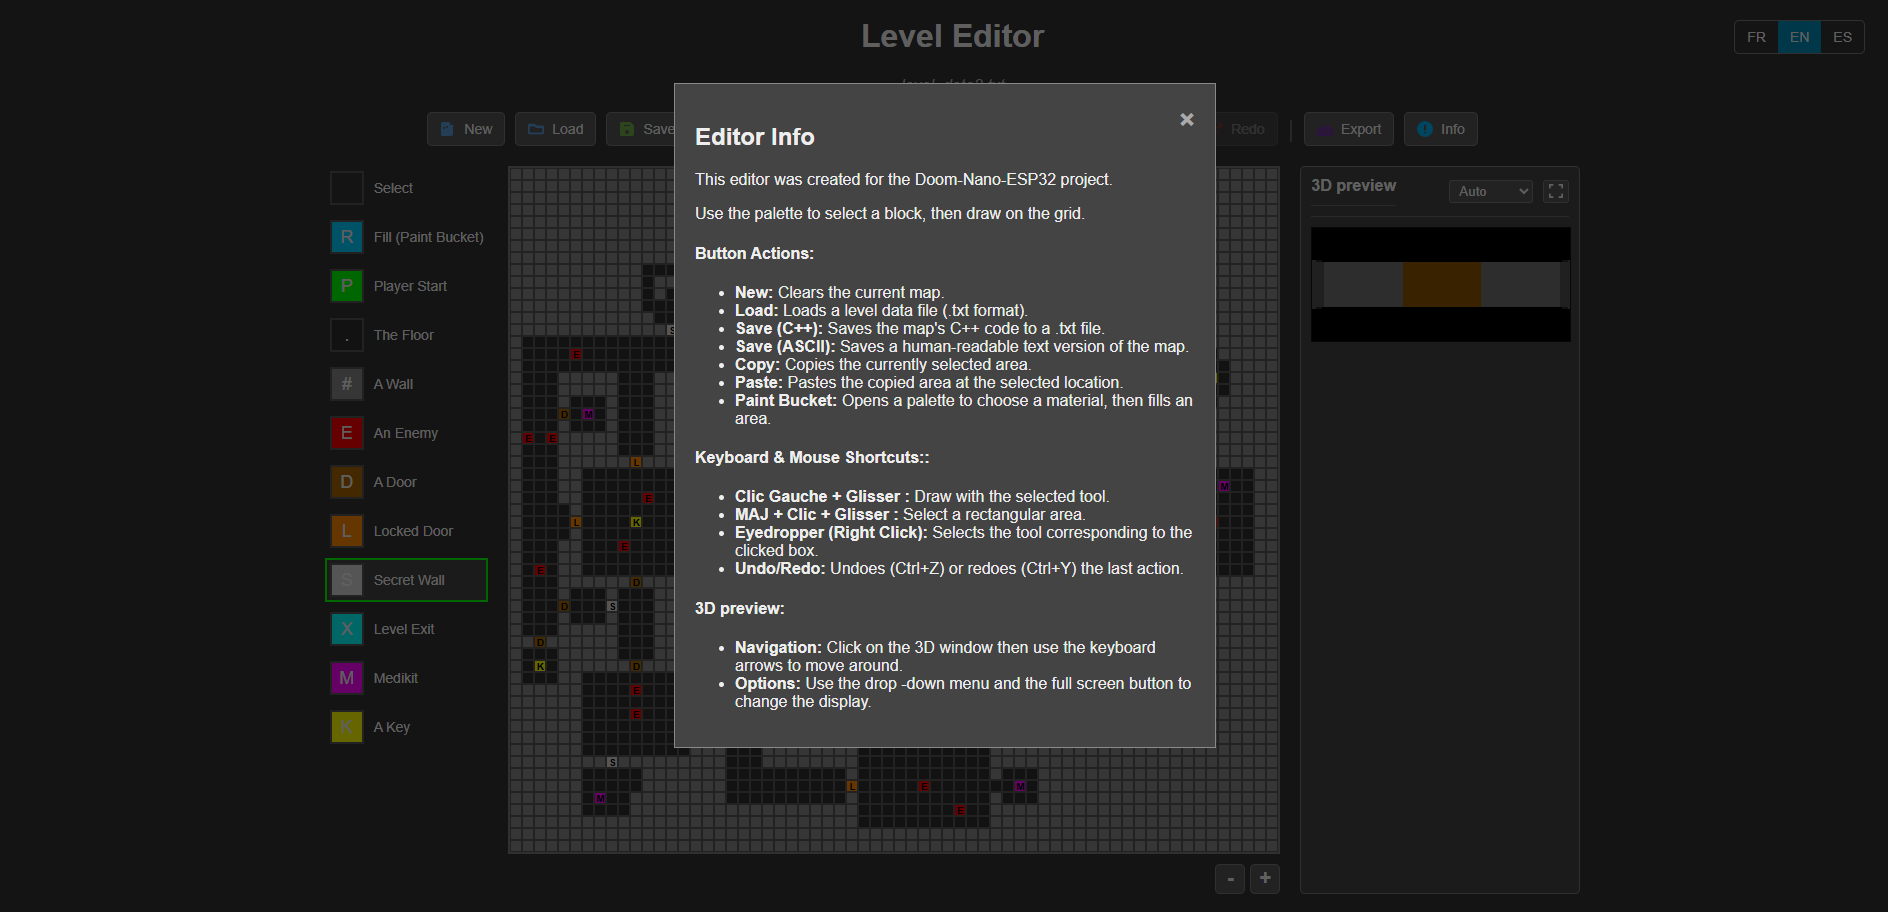 Level Editor
FR EN ES
New Load Save Redo Export Info
Editor Info
This editor was created for the Doom-Nano-ESP32 project.
Use the palette to select a block, then draw on the grid.
Button Actions:
New: Clears the current map.
Load: Loads a level data file (.txt format).
Save (C++): Saves the map's C++ code to a .txt file.
Save (ASCII): Saves a human-readable text version of the map.
Copy: Copies the currently selected area.
Paste: Pastes the copied area at the selected location.
Paint Bucket: Opens a palette to choose a material, then fills an
area.
Keyboard & Mouse Shortcuts::
Clic Gauche + Glisser : Draw with the selected tool.
MAJ + Clic + Glisser : Select a rectangular area.
Eyedropper (Right Click): Selects the tool corresponding to the
clicked box.
Undo/Redo: Undoes (Ctrl+Z) or redoes (Ctrl+Y) the last action.
3D preview:
Navigation: Click on the 3D window then use the keyboard
arrows to move around.
Options: Use the drop -down menu and the full screen button to
change the display.
Select
R Fill (Paint Bucket)
P Player Start
. The Floor
# A Wall
E An Enemy
D A Door
L Locked Door
S Secret Wall
X Level Exit
M Medikit
K A Key
S
E
D M
E E
L
E
L K
E
E
D
D S
D
K D
E
E
S
M
L E M
E
M
3D preview Auto
- +